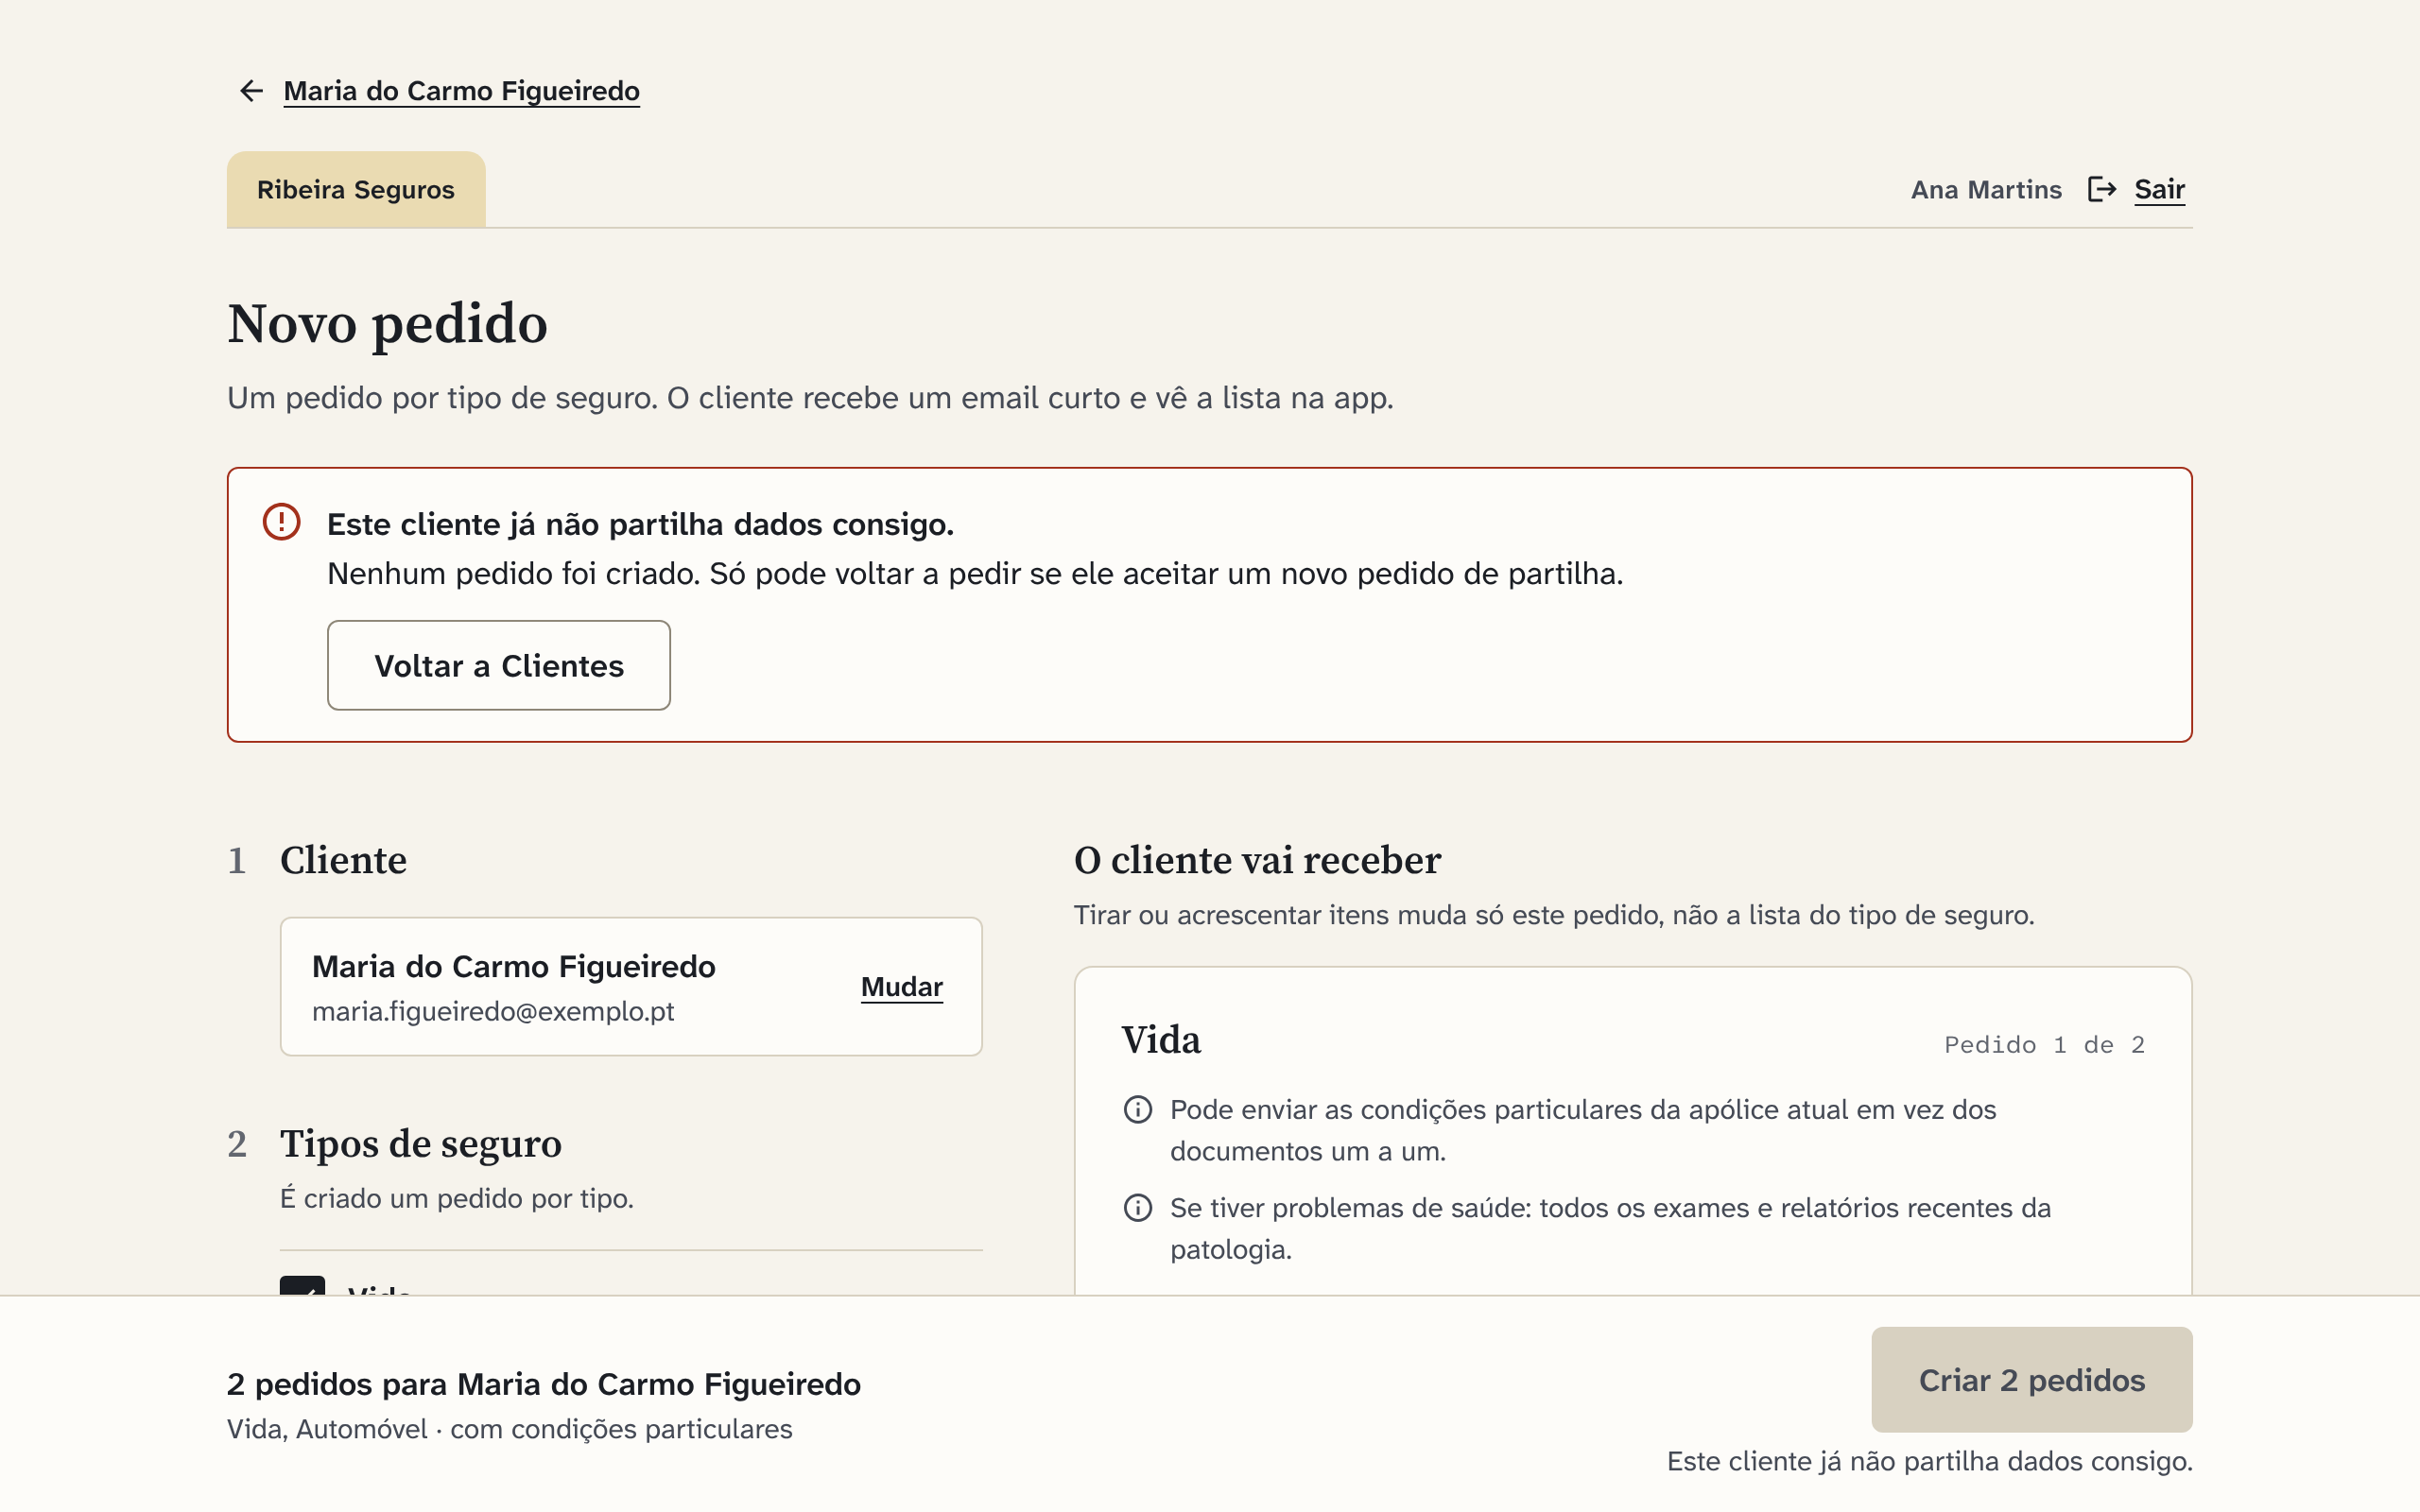 Maria do Carmo Figueiredo
Ribeira Seguros
Ana Martins
Sair
Novo pedido
Um pedido por tipo de seguro. O cliente recebe um email curto e vê a lista na app.
Este cliente já não partilha dados consigo.
Nenhum pedido foi criado. Só pode voltar a pedir se ele aceitar um novo pedido de partilha.
Voltar a Clientes
1 Cliente
Maria do Carmo Figueiredo
maria.figueiredo@exemplo.pt
Mudar
2 Tipos de seguro
É criado um pedido por tipo.
Vida
O cliente vai receber
Tirar ou acrescentar itens muda só este pedido, não a lista do tipo de seguro.
Vida
Pedido 1 de 2
Pode enviar as condições particulares da apólice atual em vez dos
documentos um a um.
Se tiver problemas de saúde: todos os exames e relatórios recentes da
patologia.
2 pedidos para Maria do Carmo Figueiredo
Vida, Automóvel · com condições particulares
Criar 2 pedidos
Este cliente já não partilha dados consigo.